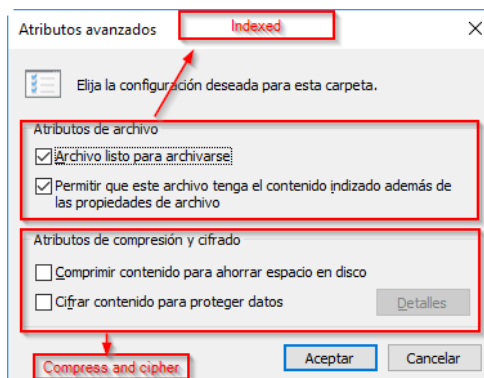 Atributos avanzados
Indexed
Elija la configuración deseada para esta carpeta.
Atributos de archivo
Archivo listo para archivarse
Permitir que este archivo tenga el contenido indizado además de
las propiedades de archivo
Atributos de compresión y cifrado
Comprimir contenido para ahorrar espacio en disco
Cifrar contenido para proteger datos
Detalles
Compress and cipher
Aceptar
Cancelar